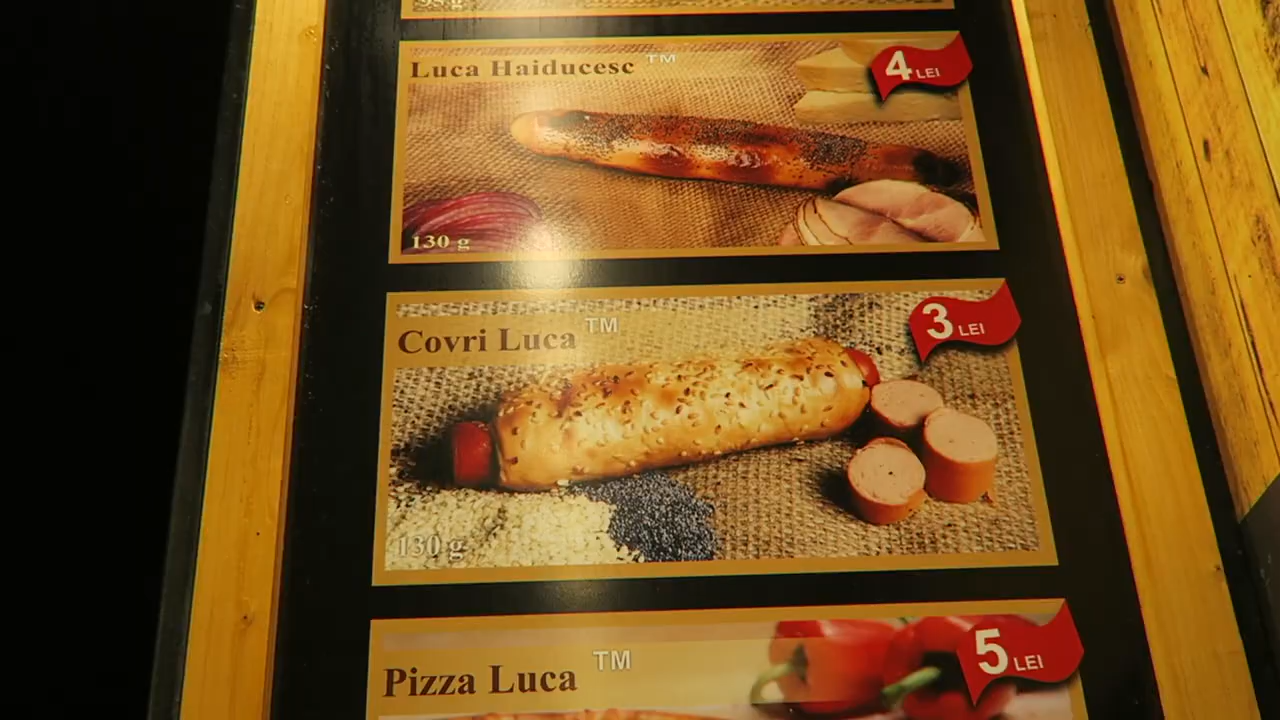 Luca Haiducesc ™
4 LEI
130 g
Covri Luca ™
3 LEI
130 g
Pizza Luca ™
5 LEI